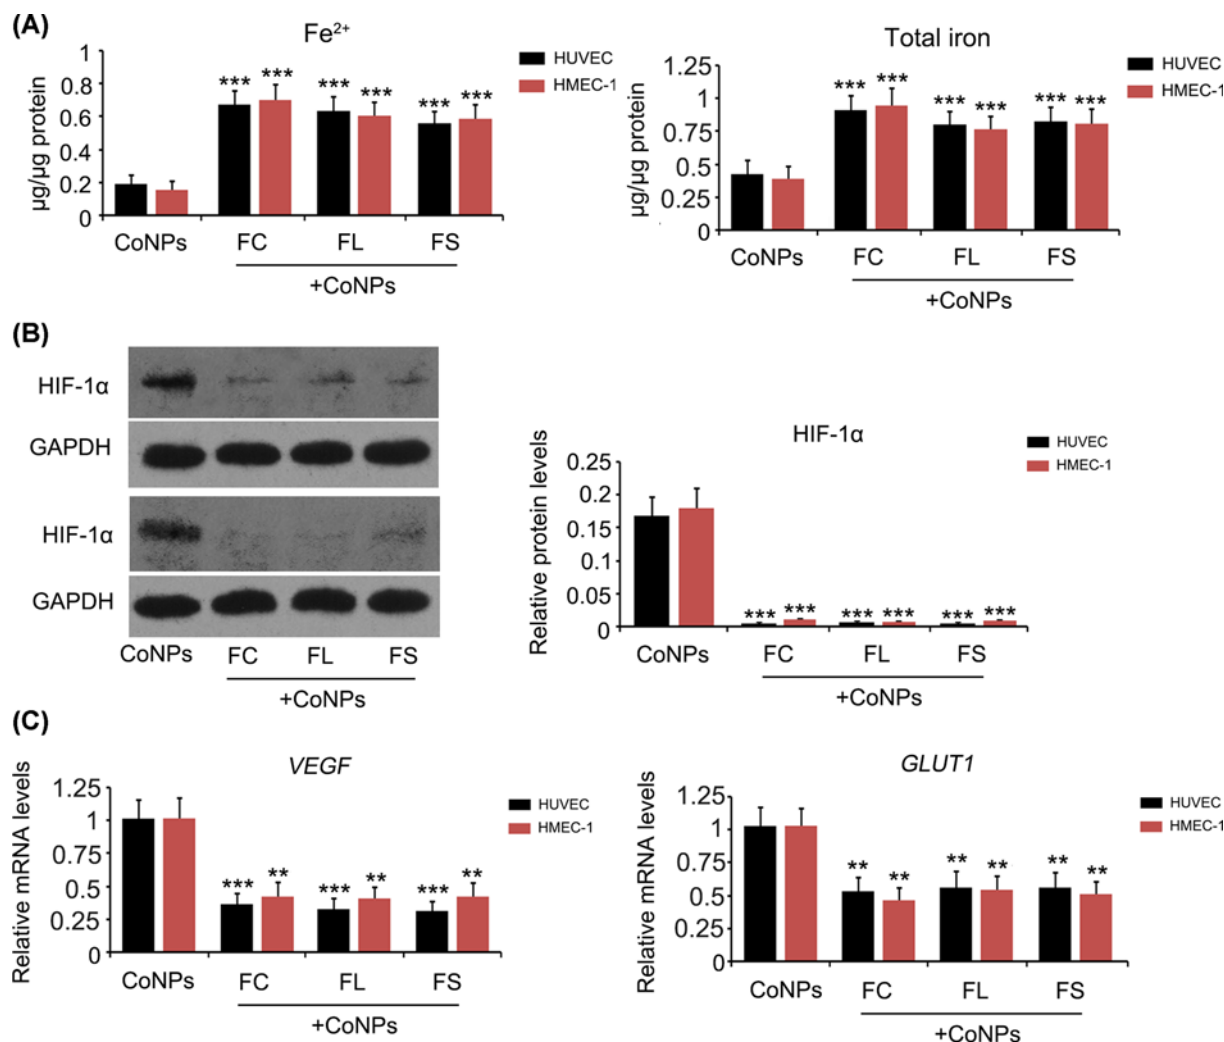 (A)
Fe²⁺
HUVEC
HMEC-1
µg/µg protein
1
0.8
0.6
0.4
0.2
0
*** *** *** *** *** ***
CoNPs FC FL FS
+CoNPs
Total iron
HUVEC
HMEC-1
µg/µg protein
1.25
1
0.75
0.5
0.25
0
*** *** *** *** *** ***
CoNPs FC FL FS
+CoNPs
(B)
HIF-1α
GAPDH
HIF-1α
GAPDH
CoNPs FC FL FS
+CoNPs
HIF-1α
HUVEC
HMEC-1
Relative protein levels
0.25
0.2
0.15
0.1
0.05
0
*** *** *** *** *** ***
CoNPs FC FL FS
+CoNPs
(C)
VEGF
HUVEC
HMEC-1
Relative mRNA levels
1.25
1
0.75
0.5
0.25
0
*** ** *** ** *** **
CoNPs FC FL FS
+CoNPs
GLUT1
HUVEC
HMEC-1
Relative mRNA levels
1.25
1
0.75
0.5
0.25
0
** ** ** ** ** **
CoNPs FC FL FS
+CoNPs